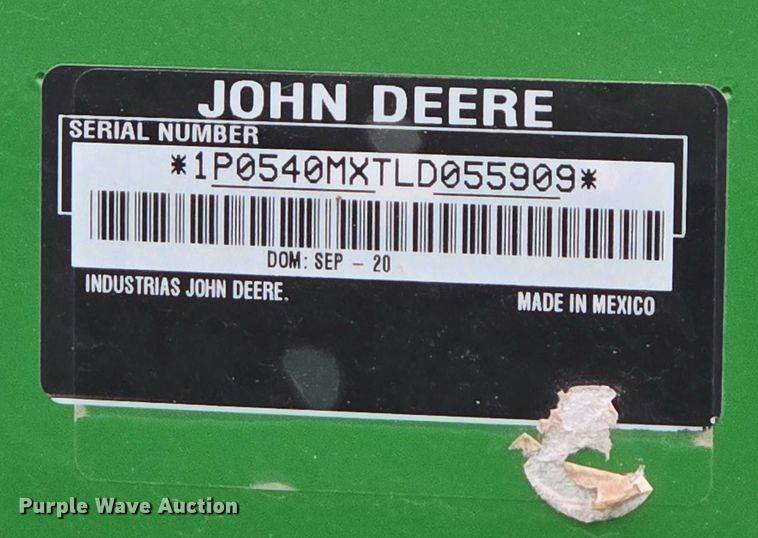 JOHN DEERE
SERIAL NUMBER
*1P0540MXTLD055909*
DOM: SEP - 20
INDUSTRIAS JOHN DEERE.
MADE IN MEXICO
Purple Wave Auction